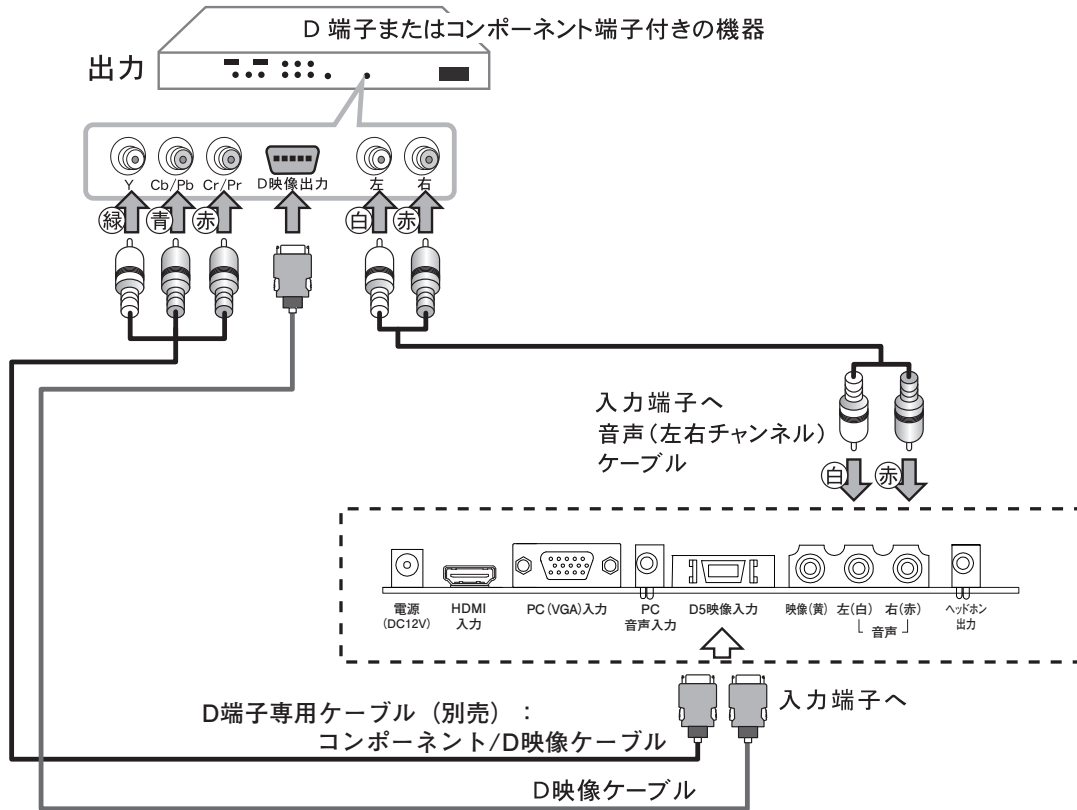 D 端子またはコンポーネント端子付きの機器
出力
Y Cb/Pb Cr/Pr D映像出力 左 右
緑 青 赤 白 赤
入力端子へ
音声(左右チャンネル)
ケーブル
白 赤
電源
(DC12V)
HDMI
入力
PC(VGA)入力
PC
音声入力
D5映像入力
映像(黄) 左(白) 右(赤)
音声
ヘッドホン
出力
入力端子へ
D端子専用ケーブル (別売) :
コンポーネント/D映像ケーブル
D映像ケーブル